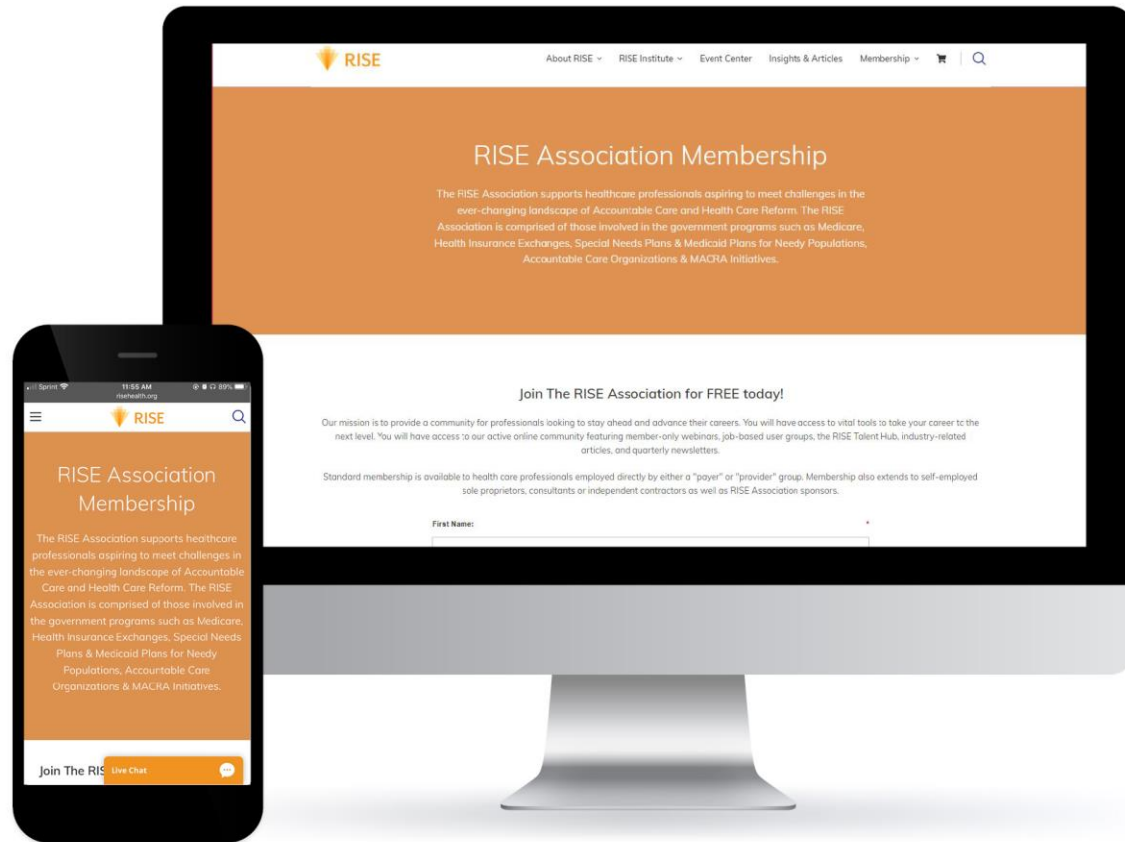 RISE
About RISE
RISE Institute
Event Center
Insights & Articles
Membership
RISE Association Membership
The RISE Association supports healthcare professionals aspiring to meet challenges in the
ever-changing landscape of Accountable Care and Health Care Reform. The RISE
Association is comprised of those involved in the government programs such as Medicare,
Health Insurance Exchanges, Special Needs Plans & Medicaid Plans for Needy Populations,
Accountable Care Organizations & MACRA Initiatives.
Join The RISE Association for FREE today!
Our mission is to provide a community for professionals looking to stay ahead and advance their careers. You will have access to vital tools to take your career to the
next level. You will have access to our active online community featuring member-only webinars, job-based user groups, the RISE Talent Hub, industry-related
articles, and quarterly newsletters.
Standard membership is available to health care professionals employed directly by either a "payer" or "provider" group. Membership also extends to self-employed
sole proprietors, consultants or independent contractors as well as RISE Association sponsors.
First Name: *
Sprint 11:55 AM 89%
risehealth.org
RISE
RISE Association
Membership
The RISE Association supports healthcare
professionals aspiring to meet challenges in
the ever-changing landscape of Accountable
Care and Health Care Reform. The RISE
Association is comprised of those involved in
the government programs such as Medicare,
Health Insurance Exchanges, Special Needs
Plans & Medicaid Plans for Needy
Populations, Accountable Care
Organizations & MACRA Initiatives.
Join The RIS
Live Chat